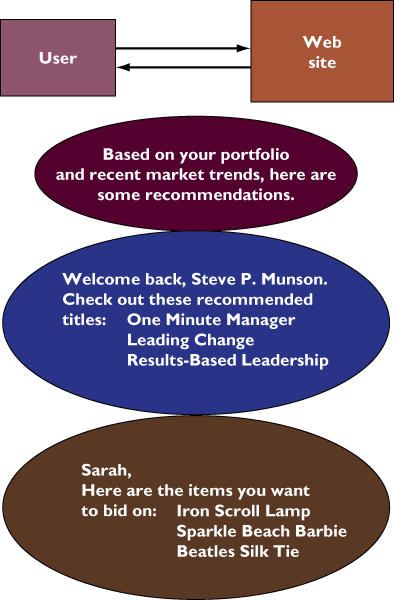 User
Web
site
Based on your portfolio
and recent market trends, here are
some recommendations.
Welcome back, Steve P. Munson.
Check out these recommended
titles: One Minute Manager
Leading Change
Results-Based Leadership
Sarah,
Here are the items you want
to bid on: Iron Scroll Lamp
Sparkle Beach Barbie
Beatles Silk Tie